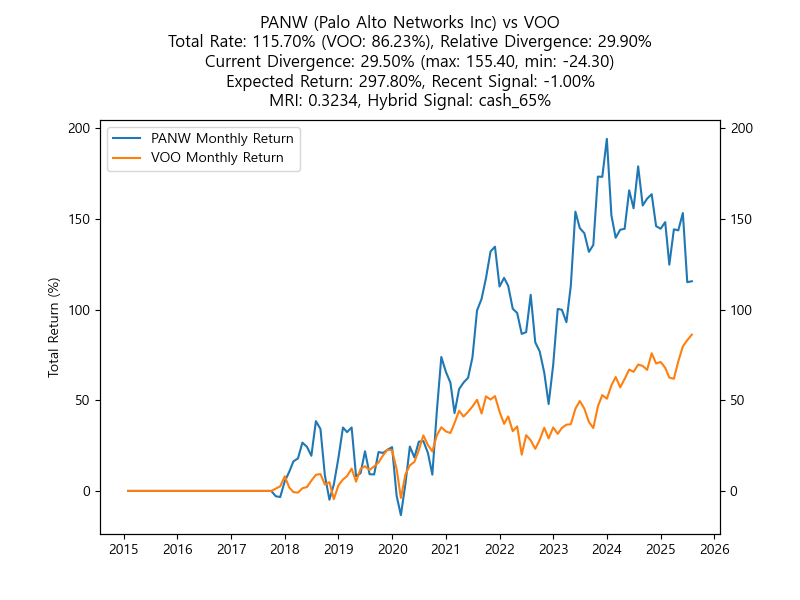 PANW (Palo Alto Networks Inc) vs VOO
Total Rate: 115.70% (VOO: 86.23%), Relative Divergence: 29.90%
Current Divergence: 29.50% (max: 155.40, min: -24.30)
Expected Return: 297.80%, Recent Signal: -1.00%
MRI: 0.3234, Hybrid Signal: cash_65%
PANW Monthly Return
VOO Monthly Return
Total Return (%)
200
150
100
50
0
200
150
100
50
0
2015 2016 2017 2018 2019 2020 2021 2022 2023 2024 2025 2026